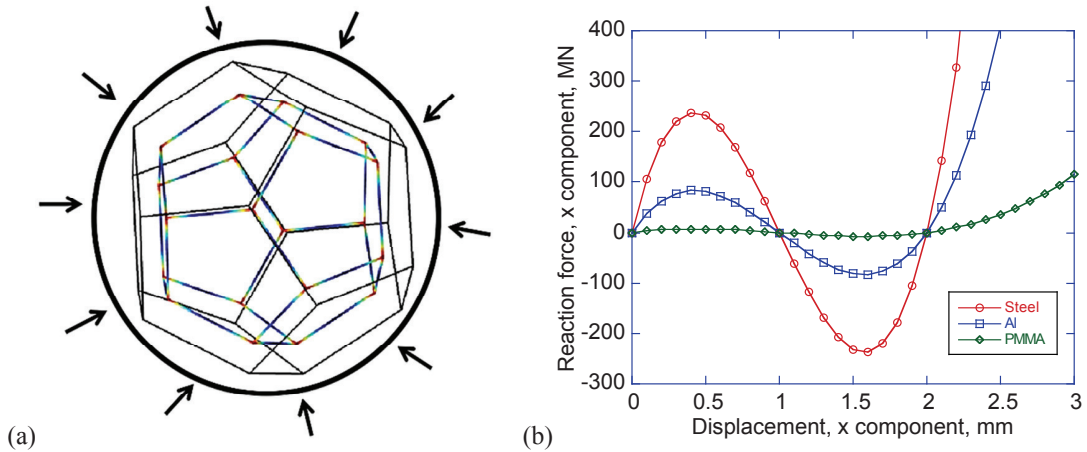 (a)
(b)
Reaction force, x component, MN
400
300
200
100
0
-100
-200
-300
0
0.5
1
1.5
2
2.5
3
Displacement, x component, mm
Steel
Al
PMMA